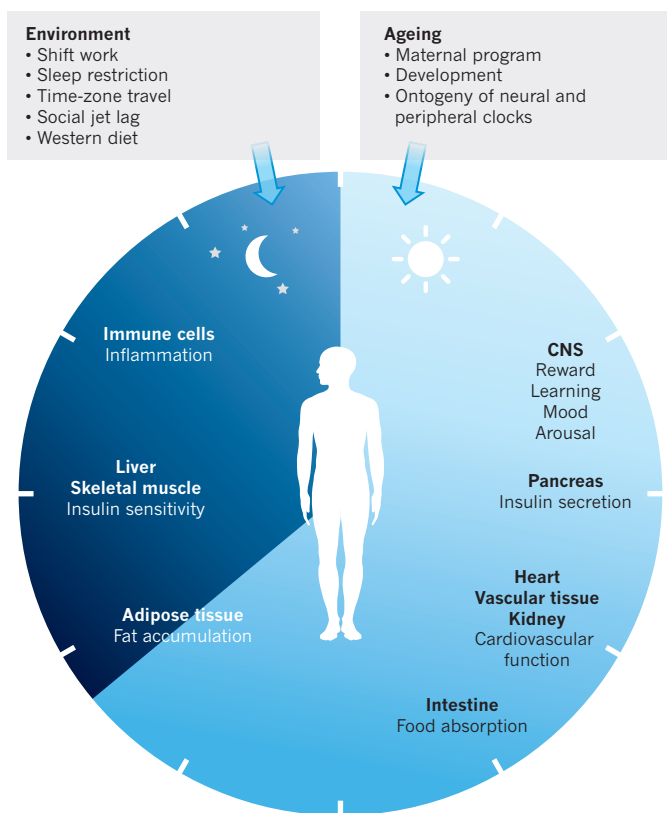 Environment
• Shift work
• Sleep restriction
• Time-zone travel
• Social jet lag
• Western diet
Ageing
• Maternal program
• Development
• Ontogeny of neural and
peripheral clocks
Immune cells
Inflammation
CNS
Reward
Learning
Mood
Arousal
Liver
Skeletal muscle
Insulin sensitivity
Pancreas
Insulin secretion
Heart
Vascular tissue
Kidney
Cardiovascular
function
Adipose tissue
Fat accumulation
Intestine
Food absorption